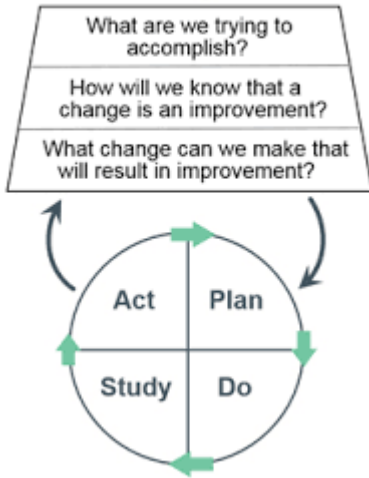 What are we trying to
accomplish?
How will we know that a
change is an improvement?
What change can we make that
will result in improvement?
Act
Plan
Study
Do